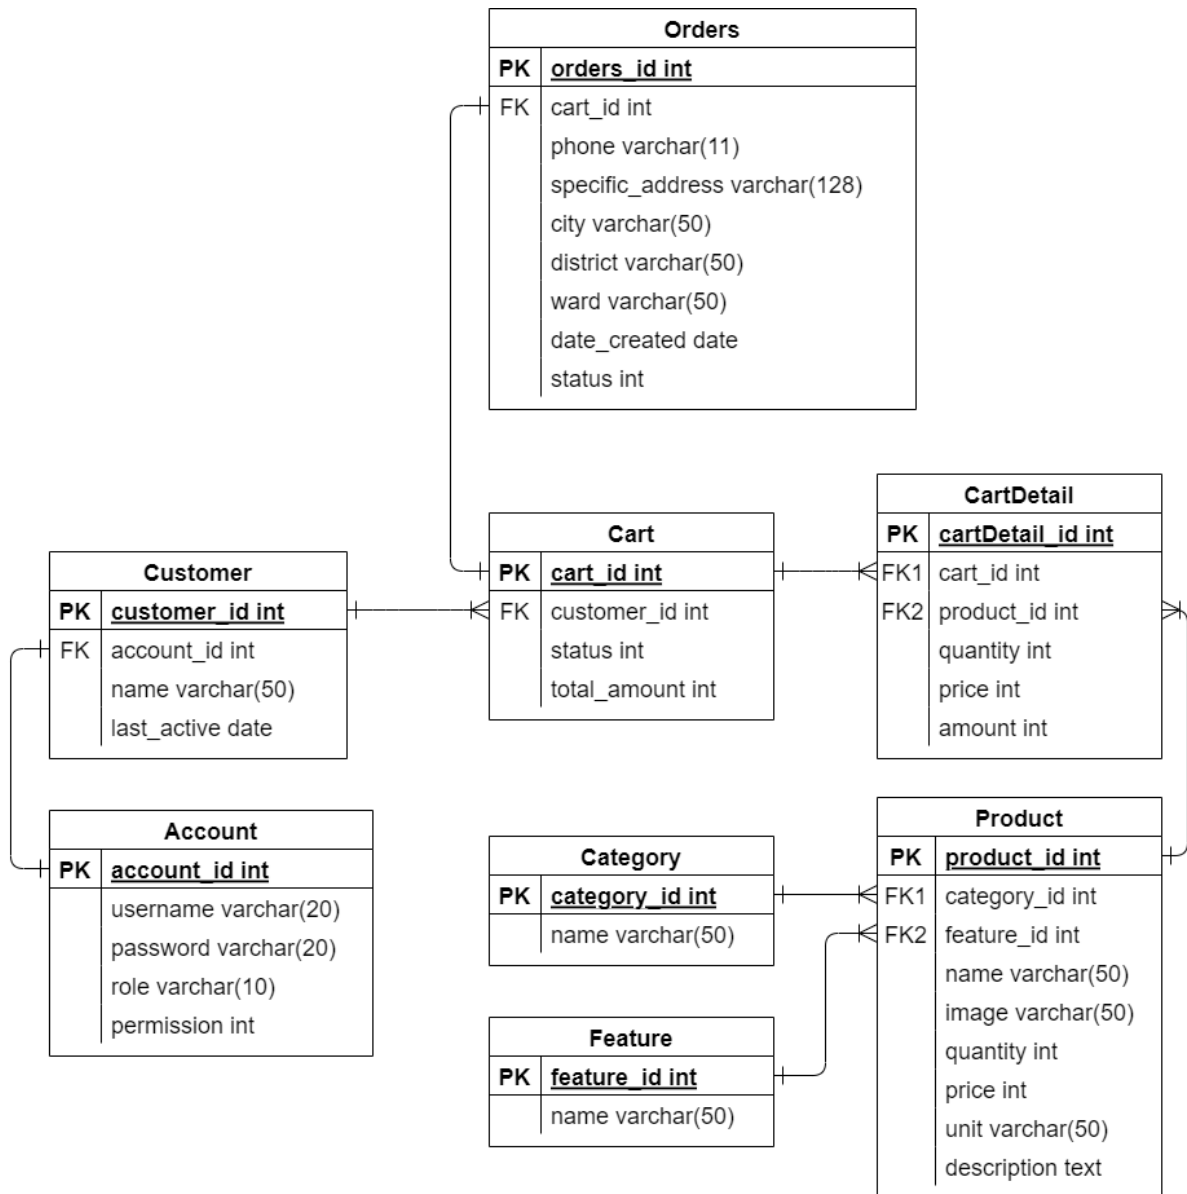 Orders
PK orders_id int
FK cart_id int
phone varchar(11)
specific_address varchar(128)
city varchar(50)
district varchar(50)
ward varchar(50)
date_created date
status int
Customer
PK customer_id int
FK account_id int
name varchar(50)
last_active date
Cart
PK cart_id int
FK customer_id int
status int
total_amount int
CartDetail
PK cartDetail_id int
FK1 cart_id int
FK2 product_id int
quantity int
price int
amount int
Account
PK account_id int
username varchar(20)
password varchar(20)
role varchar(10)
permission int
Category
PK category_id int
name varchar(50)
Feature
PK feature_id int
name varchar(50)
Product
PK product_id int
FK1 category_id int
FK2 feature_id int
name varchar(50)
image varchar(50)
quantity int
price int
unit varchar(50)
description text